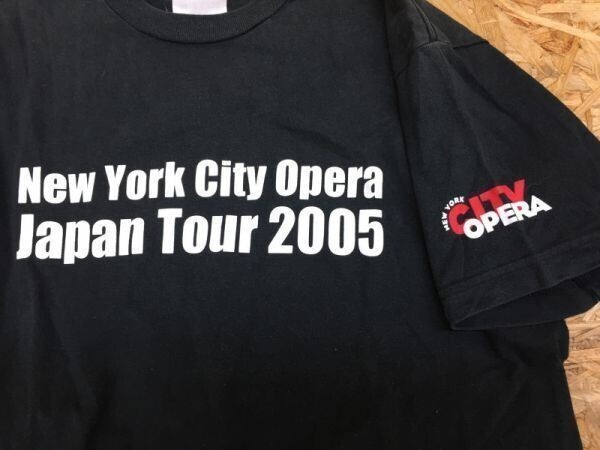 New York City Opera
Japan Tour 2005
NEW YORK
CITY
OPERA